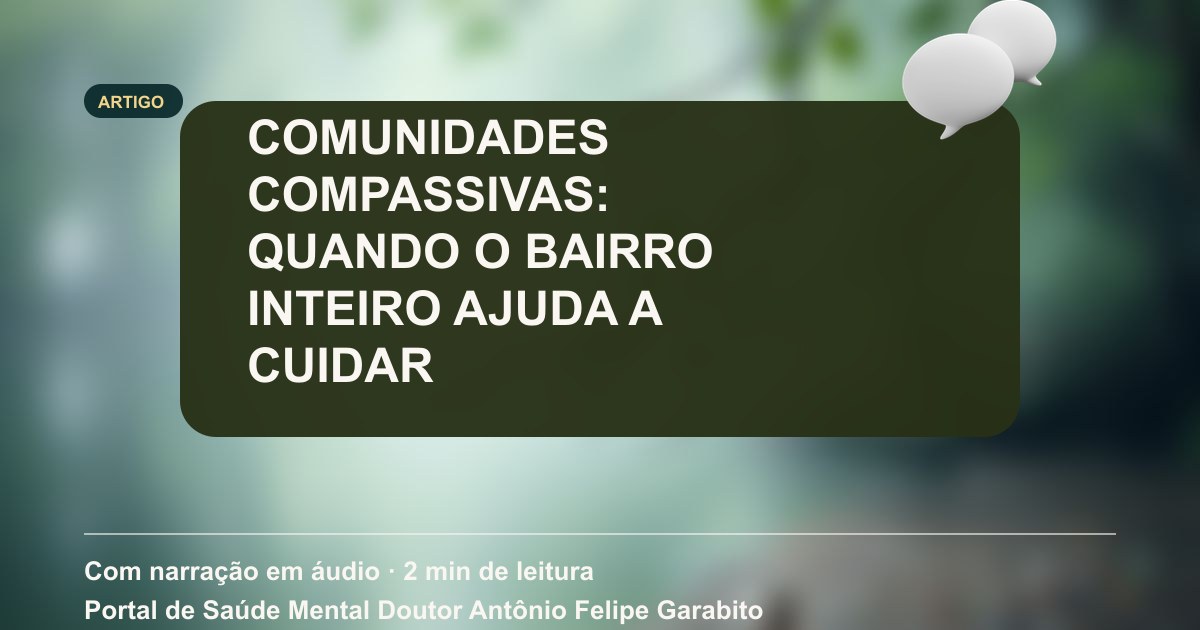 ARTIGO
COMUNIDADES
COMPASSIVAS:
QUANDO O BAIRRO
INTEIRO AJUDA A
CUIDAR
Com narração em áudio · 2 min de leitura
Portal de Saúde Mental Doutor Antônio Felipe Garabito